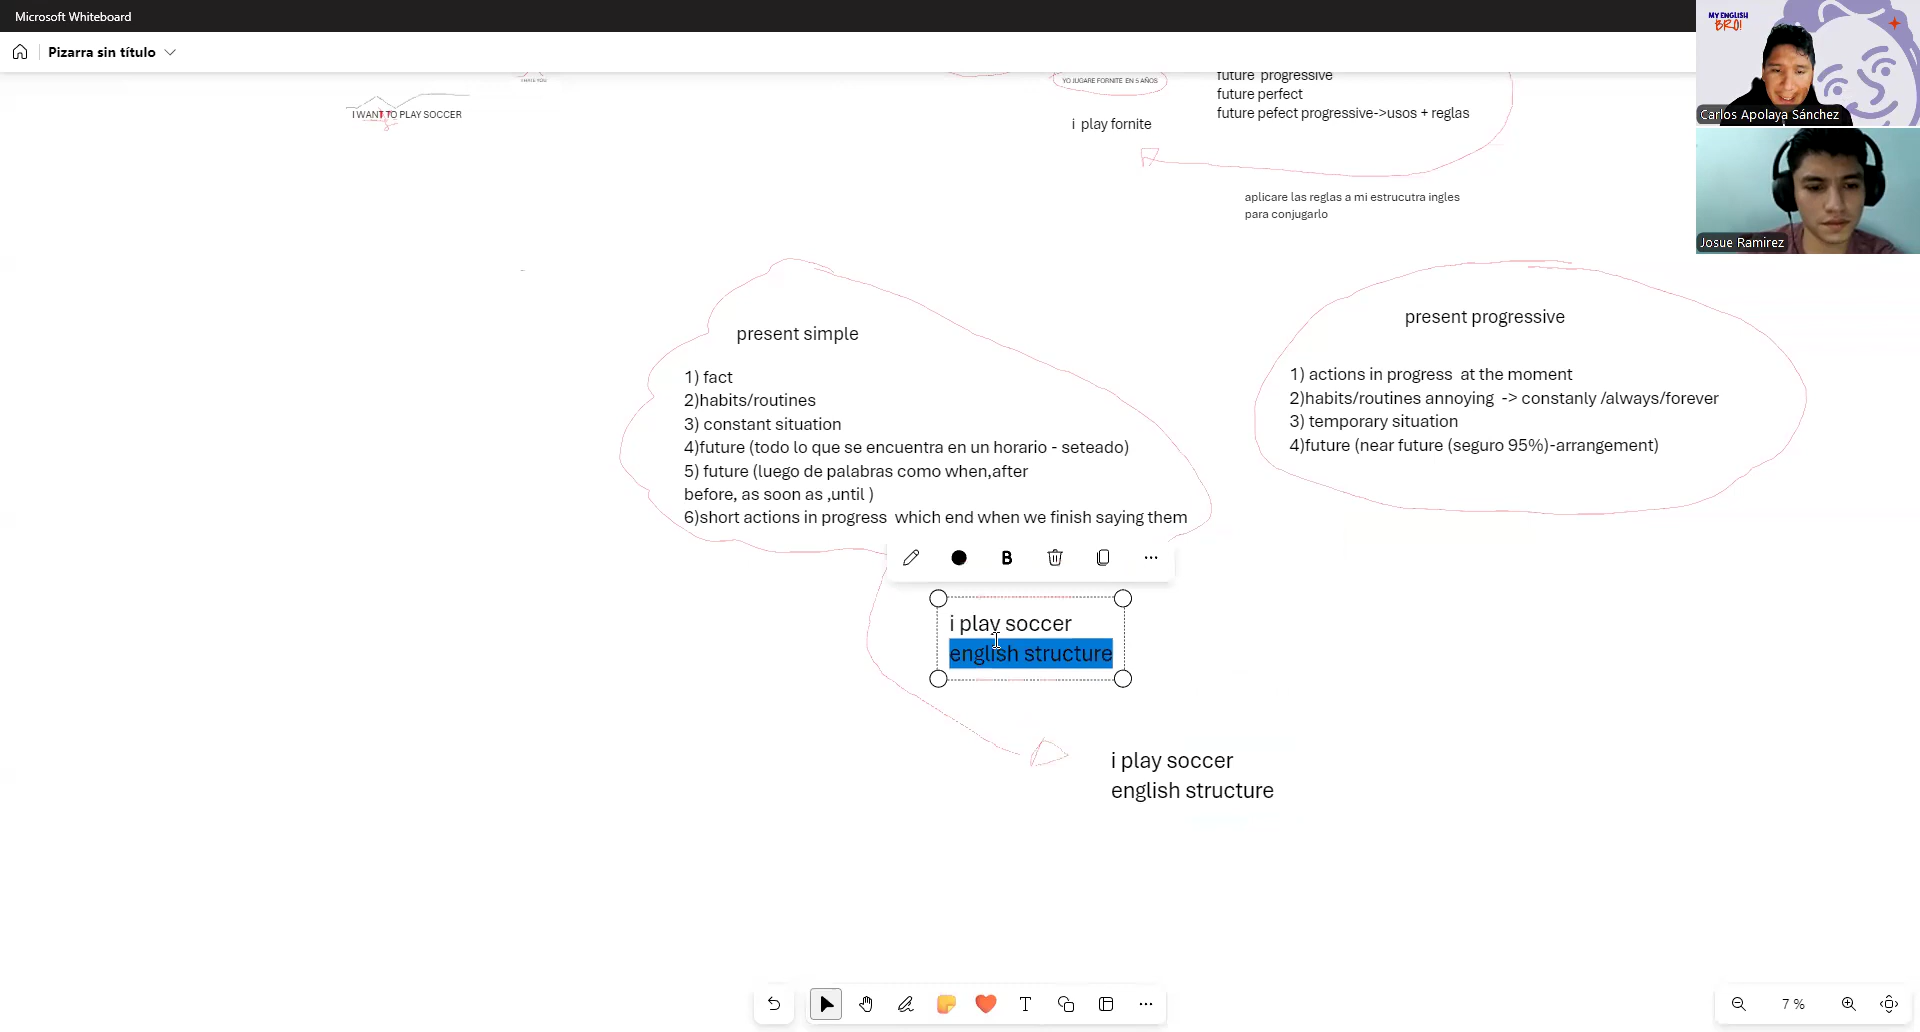 Microsoft Whiteboard
Pizarra sin título
I HATE YOU
I WANT TO PLAY SOCCER
YO JUGARE FORNITE EN 5 AÑOS
i play fornite
future progressive
future perfect
future pefect progressive->usos + reglas
aplicare las reglas a mi estrucutra ingles
para conjugarlo
MY ENGLISH
BRO!
Carlos Apolaya Sánchez
Josue Ramirez
present simple
1) fact
2)habits/routines
3) constant situation
4)future (todo lo que se encuentra en un horario - seteado)
5) future (luego de palabras como when,after
before, as soon as ,until )
6)short actions in progress which end when we finish saying them
present progressive
1) actions in progress at the moment
2)habits/routines annoying -> constanly /always/forever
3) temporary situation
4)future (near future (seguro 95%)-arrangement)
B
i play soccer
english structure
i play soccer
english structure
T
7 %